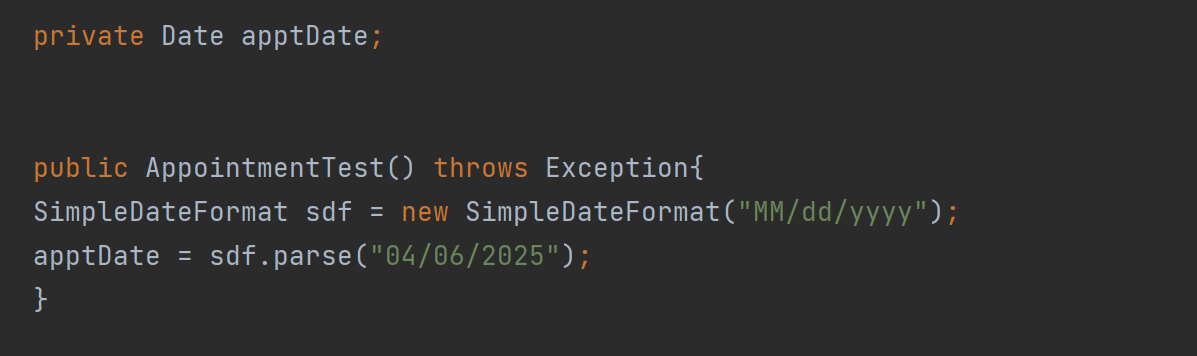 private Date apptDate;
public AppointmentTest() throws Exception{
SimpleDateFormat sdf = new SimpleDateFormat("MM/dd/yyyy");
apptDate = sdf.parse("04/06/2025");
}